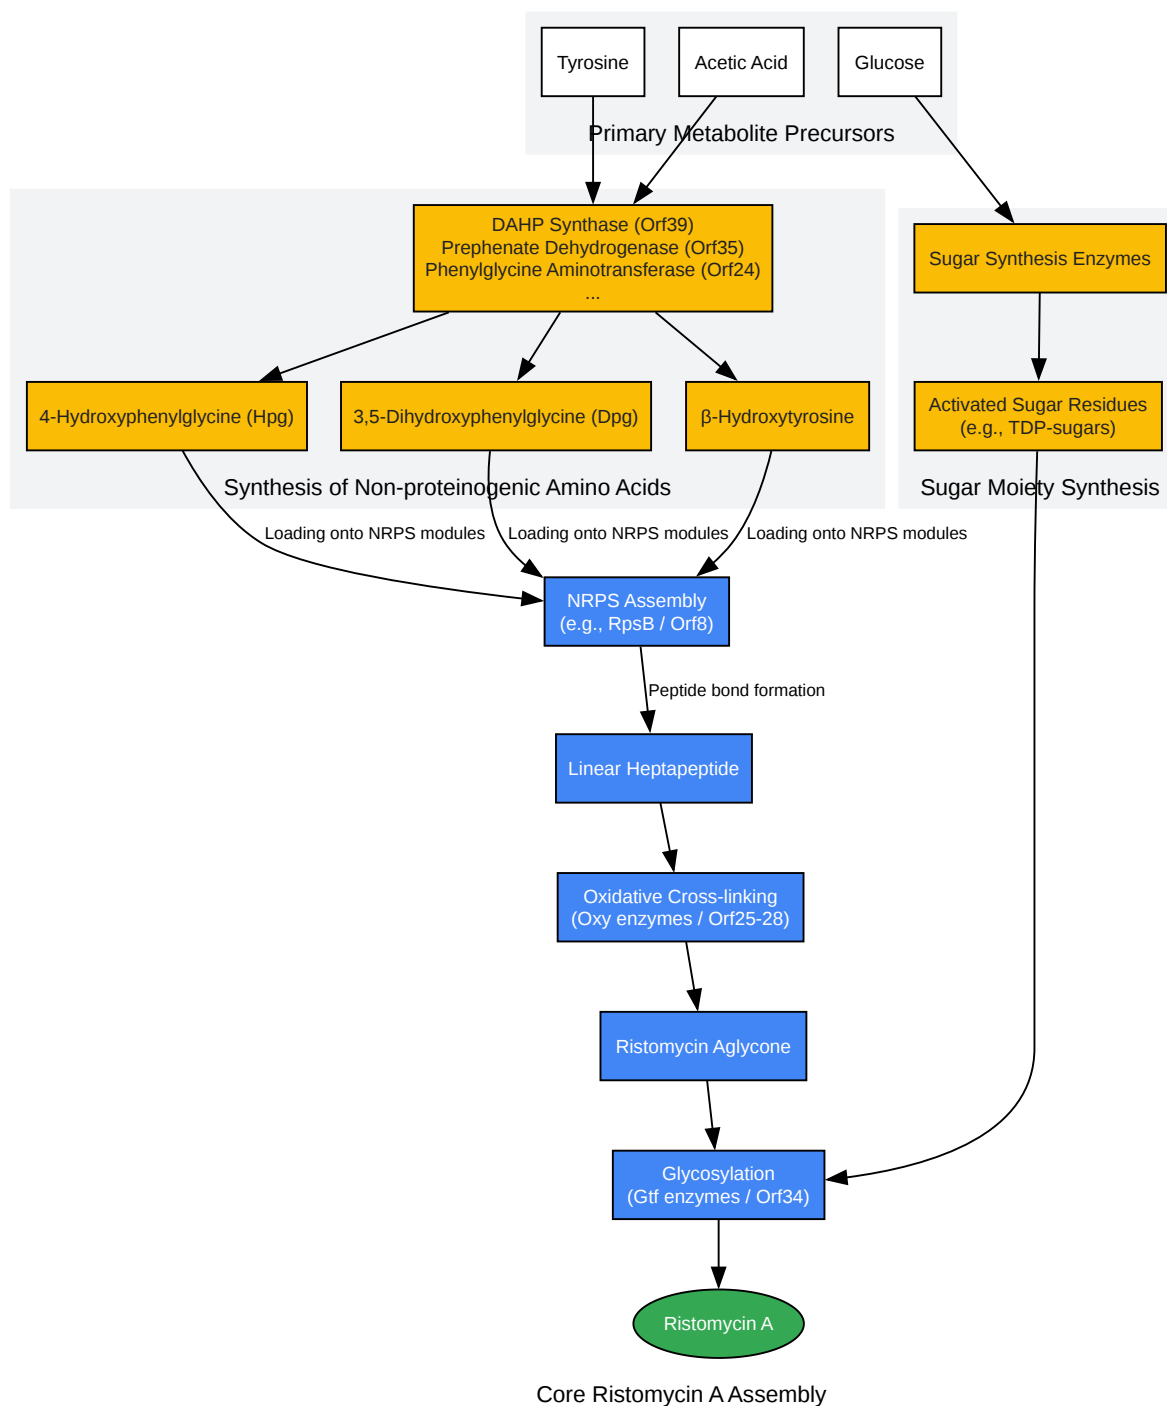 Tyrosine
Acetic Acid
Glucose
Primary Metabolite Precursors
DAHP Synthase (Orf39)
Prephenate Dehydrogenase (Orf35)
Phenylglycine Aminotransferase (Orf24)
...
Sugar Synthesis Enzymes
4-Hydroxyphenylglycine (Hpg)
3,5-Dihydroxyphenylglycine (Dpg)
β-Hydroxytyrosine
Activated Sugar Residues
(e.g., TDP-sugars)
Synthesis of Non-proteinogenic Amino Acids
Sugar Moiety Synthesis
Loading onto NRPS modules
Loading onto NRPS modules
Loading onto NRPS modules
NRPS Assembly
(e.g., RpsB / Orf8)
Peptide bond formation
Linear Heptapeptide
Oxidative Cross-linking
(Oxy enzymes / Orf25-28)
Ristomycin Aglycone
Glycosylation
(Gtf enzymes / Orf34)
Ristomycin A
Core Ristomycin A Assembly